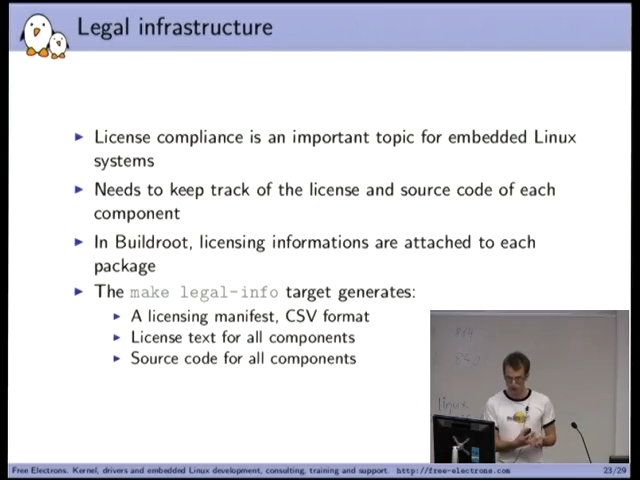 Legal infrastructure
License compliance is an important topic for embedded Linux
systems
Needs to keep track of the license and source code of each
component
In Buildroot, licensing informations are attached to each
package
The make legal-info target generates:
A licensing manifest, CSV format
License text for all components
Source code for all components
linux
Free Electrons. Kernel, drivers and embedded Linux development, consulting, training and support. http://free-electrons.com 23/29